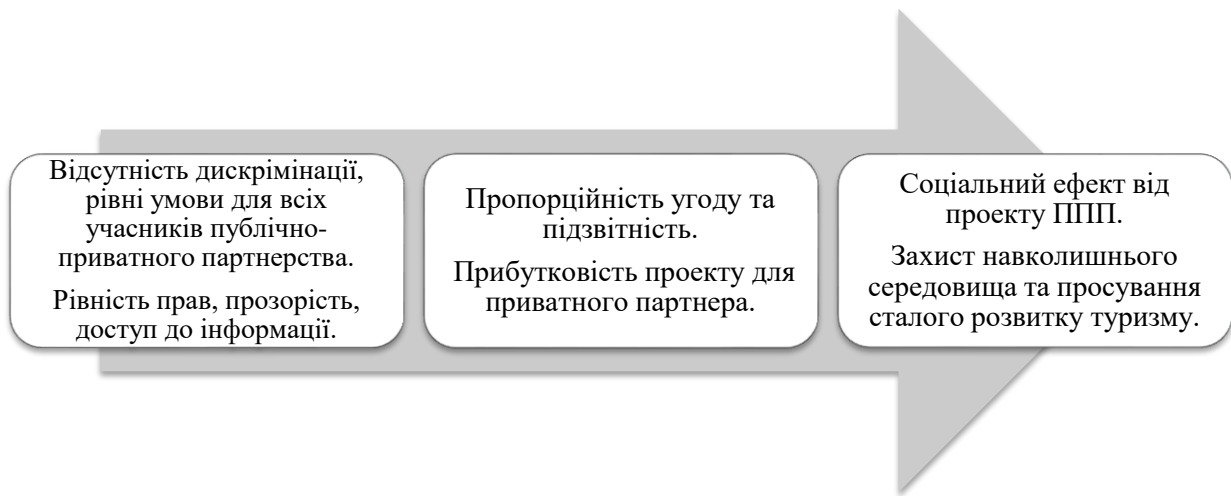 Відсутність дискрімінації,
рівні умови для всіх
учасників публічно-
приватного партнерства.
Рівність прав, прозорість,
доступ до інформації.
Пропорційність угоду та
підзвітність.
Прибутковість проекту для
приватного партнера.
Соціальний ефект від
проекту ППП.
Захист навколишнього
середовища та просування
сталого розвитку туризму.